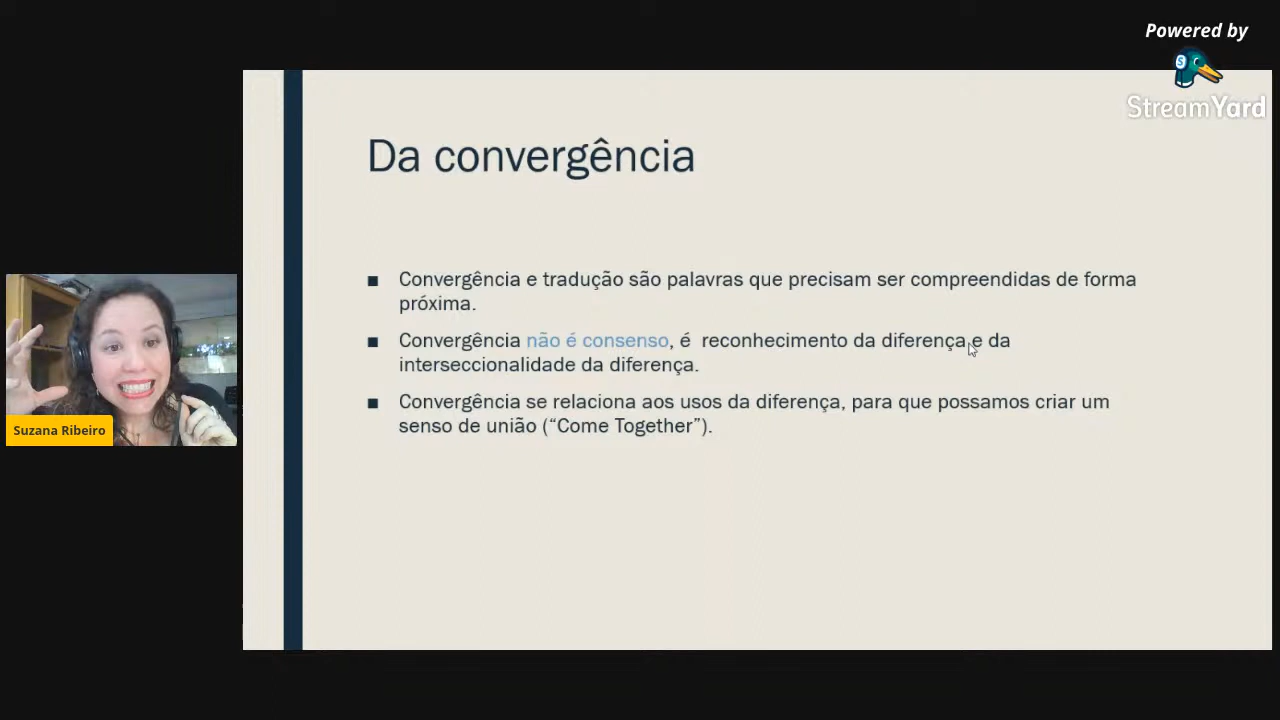 Powered by
StreamYard
Da convergência
■ Convergência e tradução são palavras que precisam ser compreendidas de forma
próxima.
■ Convergência não é consenso, é reconhecimento da diferença e da
interseccionalidade da diferença.
■ Convergência se relaciona aos usos da diferença, para que possamos criar um
senso de união (“Come Together”).
Suzana Ribeiro